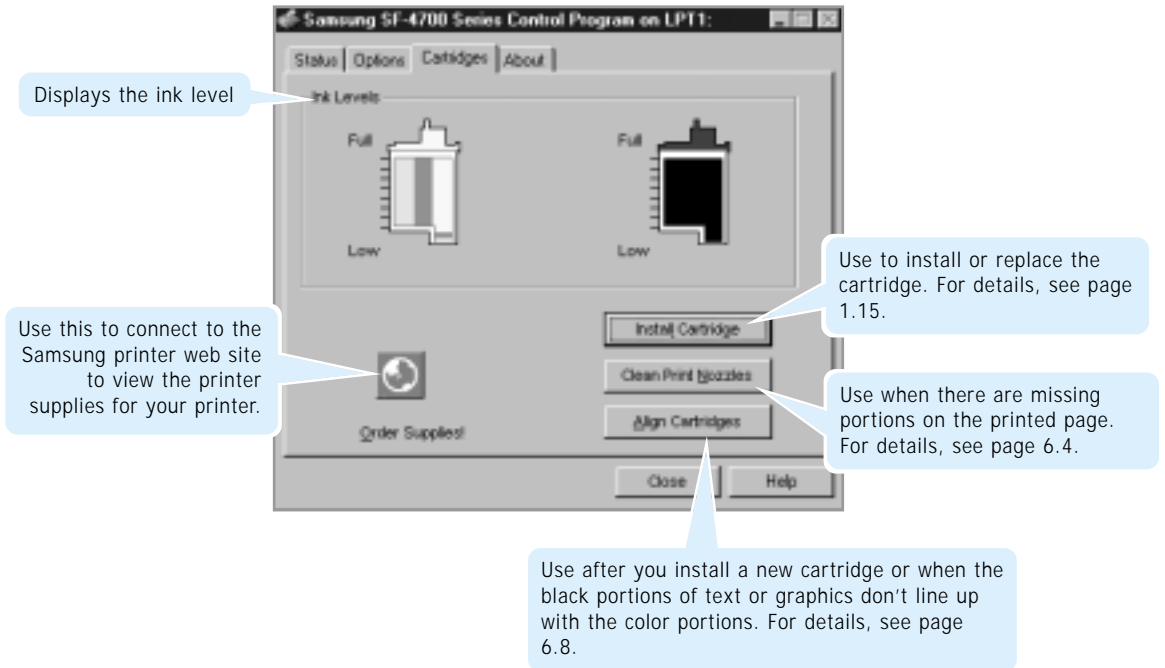 Samsung SF-4700 Series Control Program on LPT1:
Status Options Cartridges About
Displays the ink level
Ink Levels
Full
Full
Low
Low
Use to install or replace the
cartridge. For details, see page
1.15.
Use this to connect to the
Samsung printer web site
to view the printer
supplies for your printer.
Install Cartridge
Clean Print Nozzles
Use when there are missing
portions on the printed page.
For details, see page 6.4.
Order Supplies!
Align Cartridges
Close
Help
Use after you install a new cartridge or when the
black portions of text or graphics don't line up
with the color portions. For details, see page
6.8.